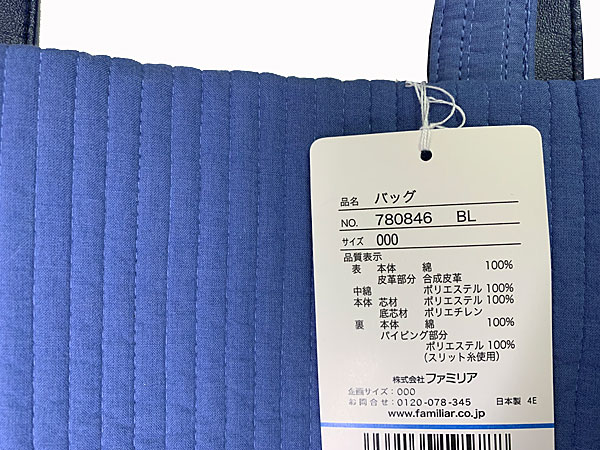 品名 バッグ
NO. 780846 BL
サイズ 000
品質表示
表 本体 綿 100%
皮革部分 合成皮革
中綿 ポリエステル 100%
本体 芯材 ポリエステル 100%
底芯材 ポリエチレン
裏 本体 綿 100%
パイピング部分
ポリエステル 100%
(スリット糸使用)
株式会社ファミリア
企画サイズ:000
お問合せ:0120-078-345 日本製 4E
www.familiar.co.jp